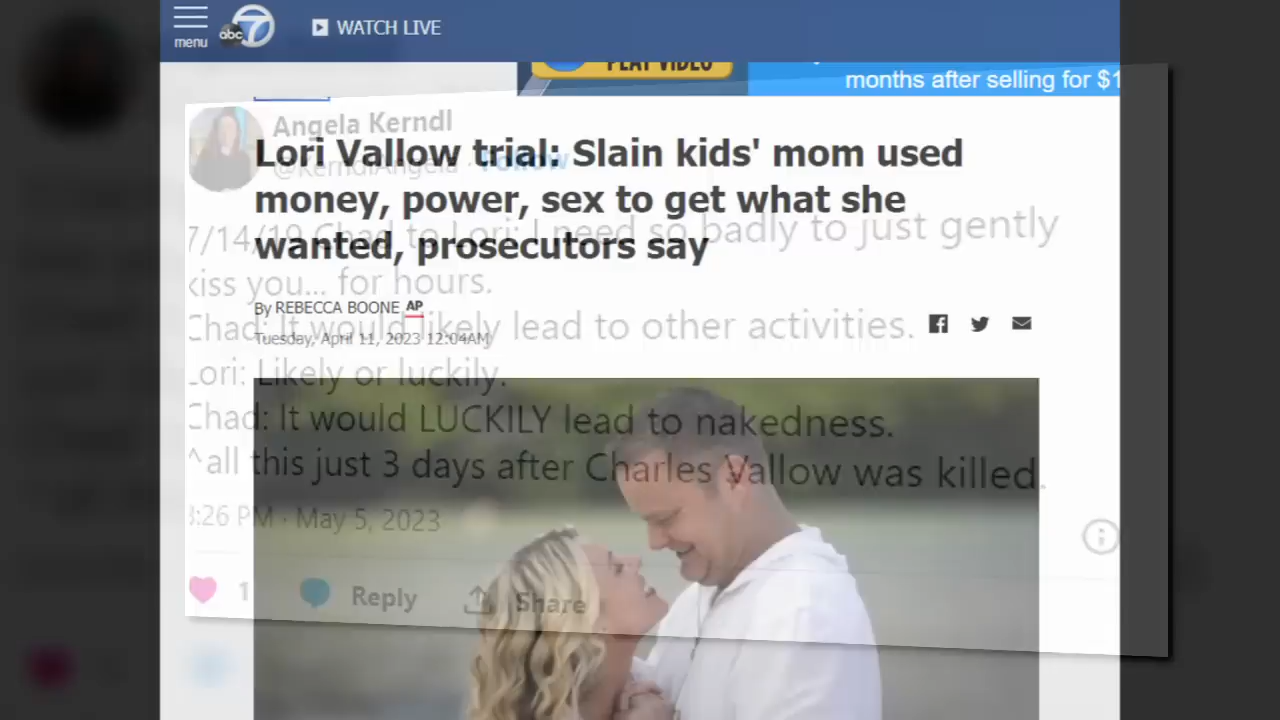 menu
abc 7
WATCH LIVE
PLAY VIDEO
months after selling for $1
Angela Kerndl
@KerndlAngela · Follow
Lori Vallow trial: Slain kids' mom used
money, power, sex to get what she
wanted, prosecutors say
By REBECCA BOONE AP
Tuesday, April 11, 2023 12:04AM
7/14/19 Chad to Lori: I need so badly to just gently
kiss you... for hours.
Chad: It would likely lead to other activities.
Lori: Likely or luckily.
Chad: It would LUCKILY lead to nakedness.
^all this just 3 days after Charles Vallow was killed.
3:26 PM · May 5, 2023
1
Reply
Share